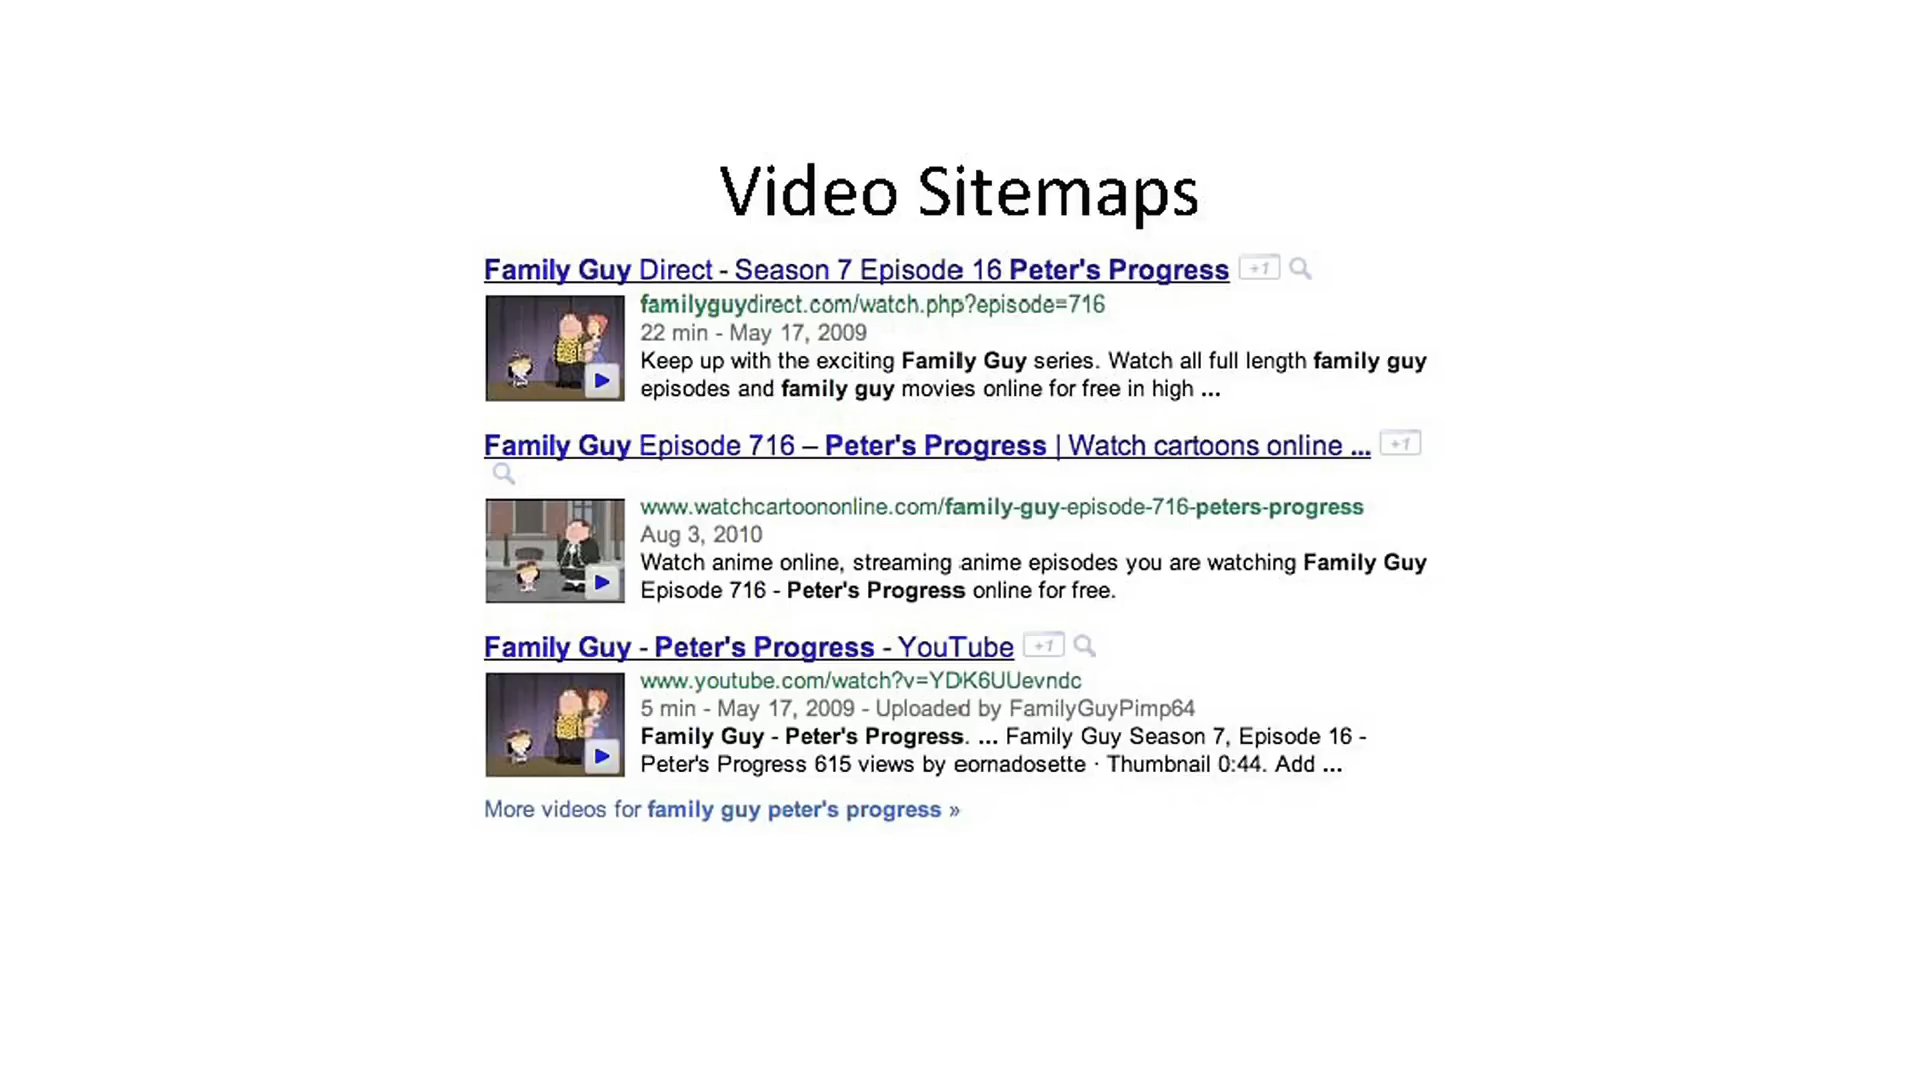 Video Sitemaps
Family Guy Direct - Season 7 Episode 16 Peter's Progress +1
familyguydirect.com/watch.php?episode=716
22 min - May 17, 2009
Keep up with the exciting Family Guy series. Watch all full length family guy
episodes and family guy movies online for free in high ...
Family Guy Episode 716 – Peter's Progress | Watch cartoons online ... +1
www.watchcartoononline.com/family-guy-episode-716-peters-progress
Aug 3, 2010
Watch anime online, streaming anime episodes you are watching Family Guy
Episode 716 - Peter's Progress online for free.
Family Guy - Peter's Progress - YouTube +1
www.youtube.com/watch?v=YDK6UUevndc
5 min - May 17, 2009 - Uploaded by FamilyGuyPimp64
Family Guy - Peter's Progress. ... Family Guy Season 7, Episode 16 -
Peter's Progress 615 views by eornadosette · Thumbnail 0:44. Add ...
More videos for family guy peter's progress »